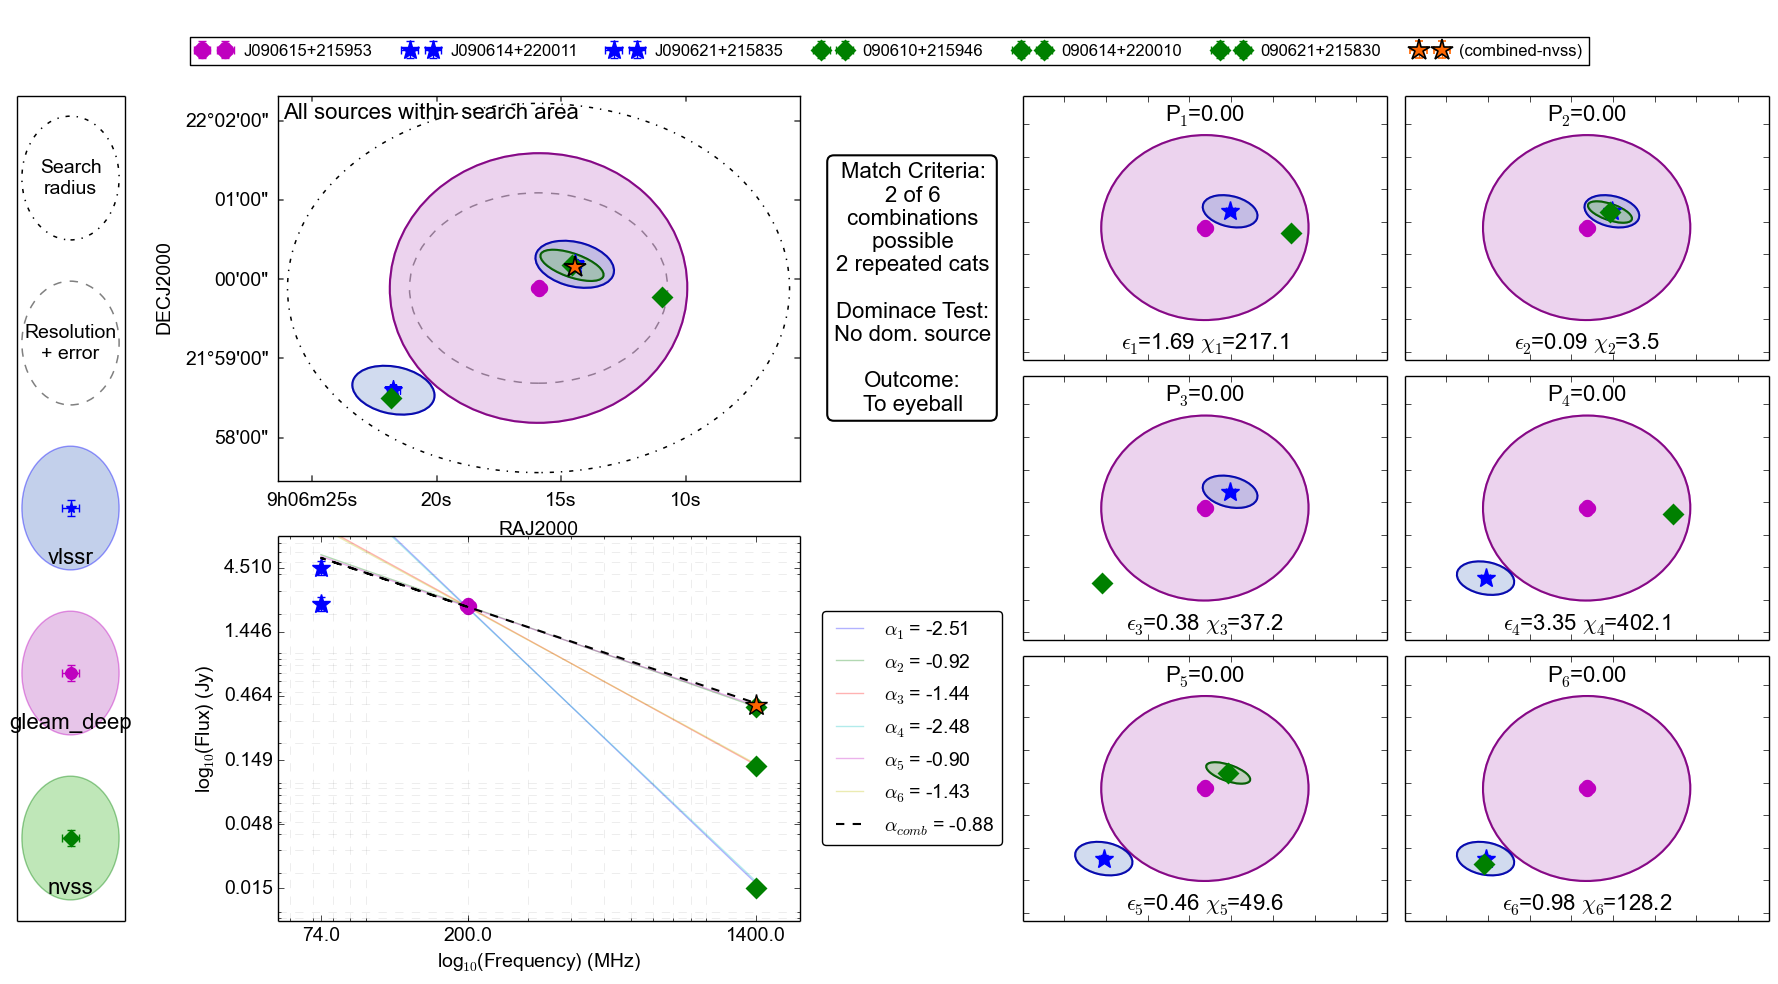 J090615+215953 J090614+220011 J090621+215835 090610+215946 090614+220010 090621+215830 (combined-nvss)
Search
radius
Resolution
+ error
vlssr
gleam_deep
nvss
All sources within search area
DECJ2000
22°02'00"
01'00"
00'00"
21°59'00"
58'00"
9h06m25s 20s 15s 10s
RAJ2000
log10(Flux) (Jy)
4.510
1.446
0.464
0.149
0.048
0.015
74.0 200.0 1400.0
log10(Frequency) (MHz)
Match Criteria:
2 of 6
combinations
possible
2 repeated cats
Dominace Test:
No dom. source
Outcome:
To eyeball
α1 = -2.51
α2 = -0.92
α3 = -1.44
α4 = -2.48
α5 = -0.90
α6 = -1.43
αcomb = -0.88
P1=0.00
ϵ1=1.69 χ1=217.1
P2=0.00
ϵ2=0.09 χ2=3.5
P3=0.00
ϵ3=0.38 χ3=37.2
P4=0.00
ϵ4=3.35 χ4=402.1
P5=0.00
ϵ5=0.46 χ5=49.6
P6=0.00
ϵ6=0.98 χ6=128.2